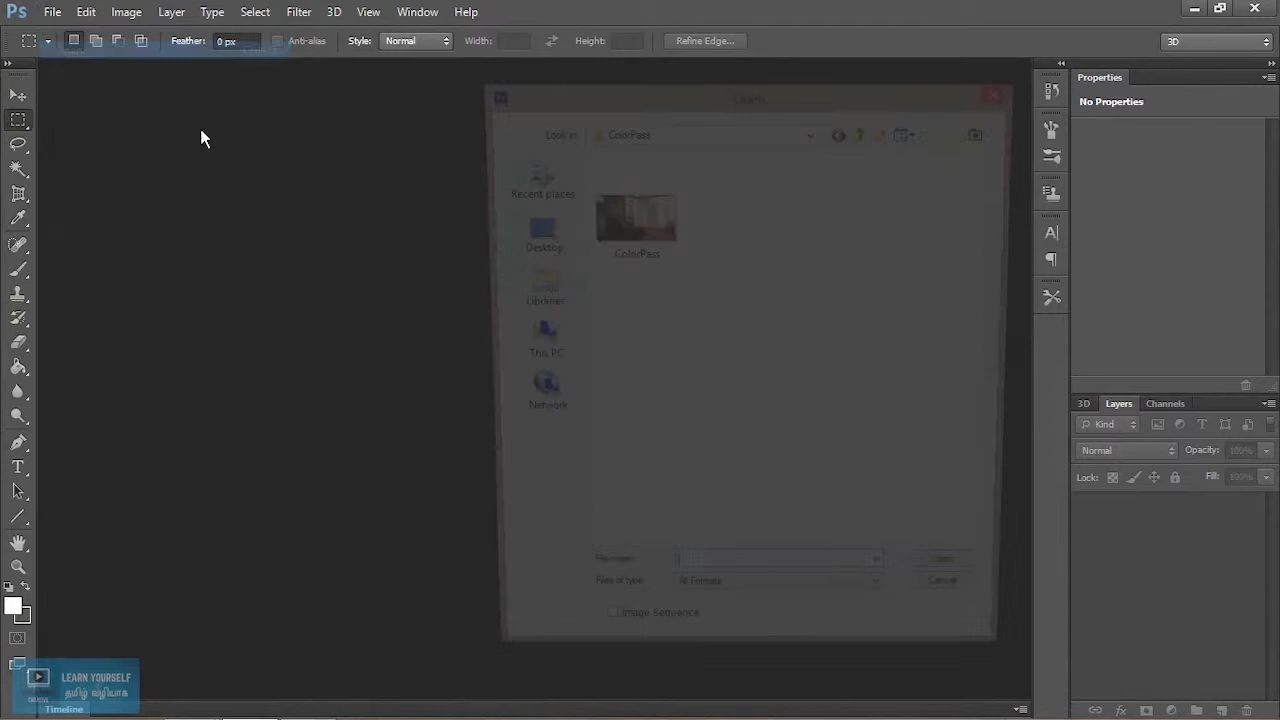 Ps File Edit Image Layer Type Select Filter 3D View Window Help
Feather: 0 px Anti-alias Style: Normal Width: Height: Refine Edge... 3D
Properties
No Properties
Look in: ColorPass
Recent places
Desktop
Libraries
This PC
Network
ColorPass
File name:
Files of type: All Formats Cancel
Image Sequence
3D Layers Channels
Kind
Normal Opacity: 100%
Lock: Fill: 100%
LEARN YOURSELF
தமிழ் வழியாக
Timeline